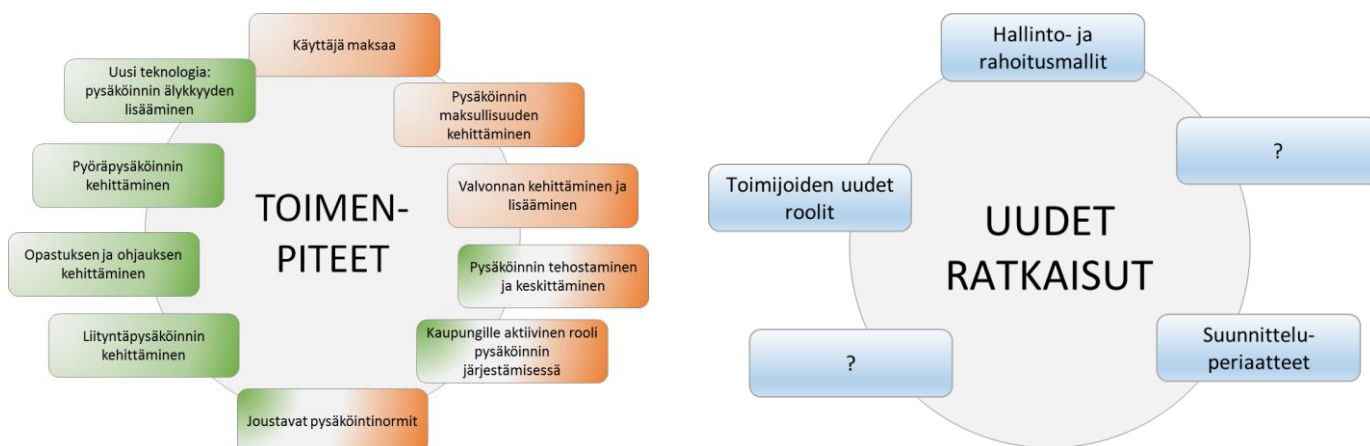 Käyttäjä maksaa
Uusi teknologia:
pysäköinnin älykkyyden
lisääminen
Pysäköinnin
maksullisuuden
kehittäminen
Pyöräpysäköinnin
kehittäminen
Valvonnan kehittäminen ja
lisääminen
TOIMEN-
PITEET
Opastuksen ja ohjauksen
kehittäminen
Pysäköinnin tehostaminen
ja keskittäminen
Liityntäpysäköinnin
kehittäminen
Kaupungille aktiivinen rooli
pysäköinnin
järjestämisessä
Joustavat pysäköintinormit
Hallinto- ja
rahoitusmallit
?
Toimijoiden uudet
roolit
UUDET
RATKAISUT
?
Suunnittelu-
periaatteet